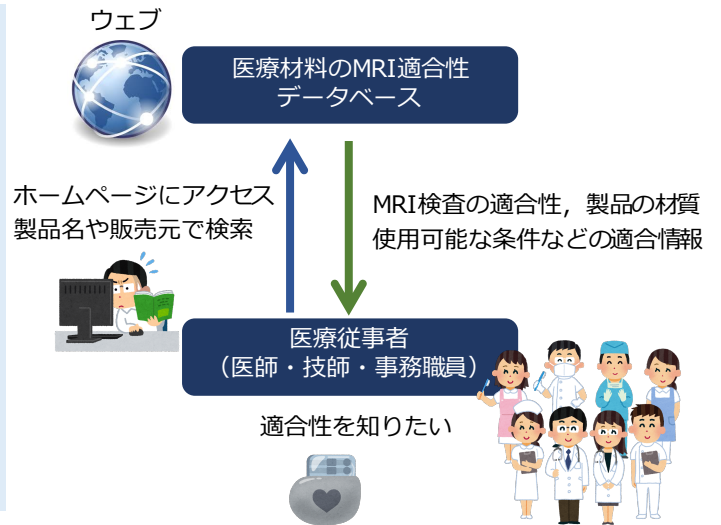 ウェブ
医療材料のMRI適合性
データベース
ホームページにアクセス
製品名や販売元で検索
MRI検査の適合性，製品の材質
使用可能な条件などの適合情報
医療従事者
（医師・技師・事務職員）
適合性を知りたい